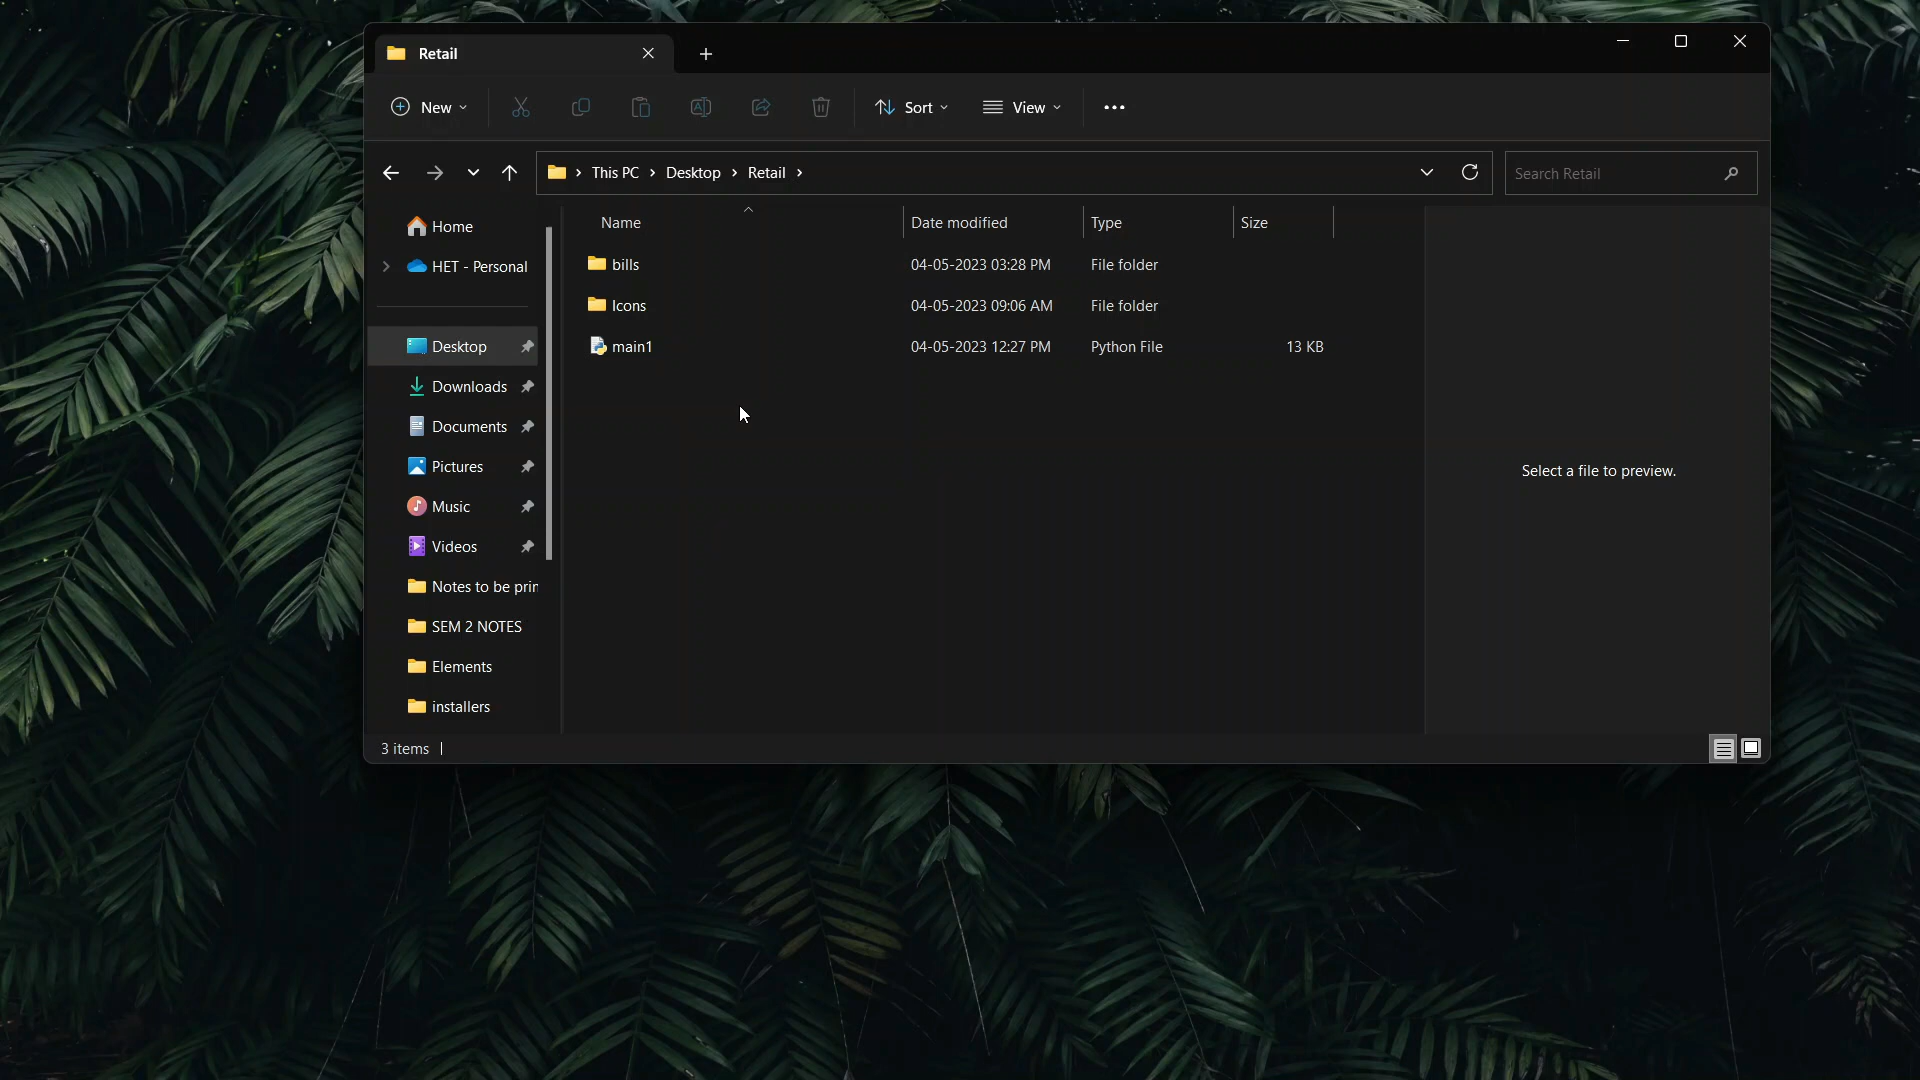 Retail
New
Sort
View
This PC > Desktop > Retail >
Search Retail
Home
HET - Personal
Desktop
Downloads
Documents
Pictures
Music
Videos
Notes to be prin
SEM 2 NOTES
Elements
installers
Name Date modified Type Size
bills 04-05-2023 03:28 PM File folder
Icons 04-05-2023 09:06 AM File folder
main1 04-05-2023 12:27 PM Python File 13 KB
Select a file to preview.
3 items